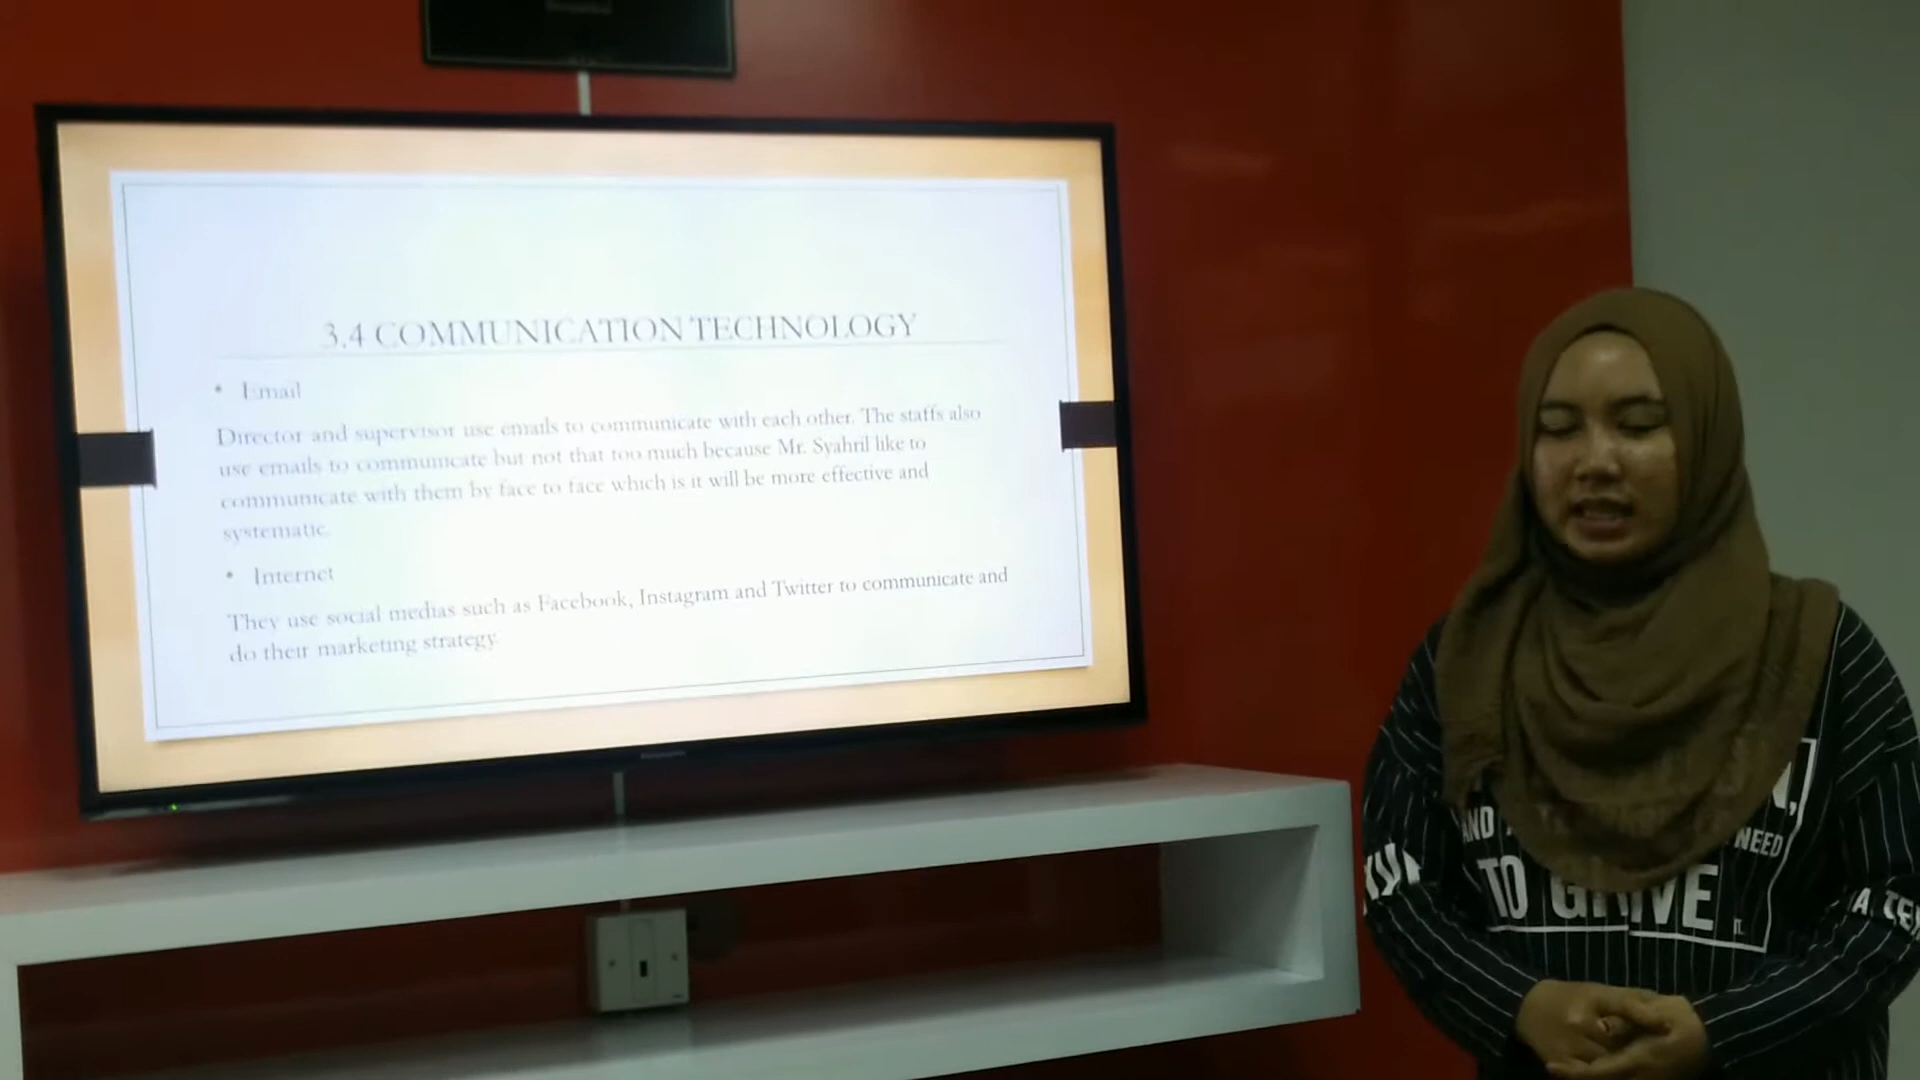 3.4 COMMUNICATION TECHNOLOGY
• Email
Director and supervisor use emails to communicate with each other. The staffs also
use emails to communicate but not that too much because Mr. Syahril like to
communicate with them by face to face which is it will be more effective and
systematic.
• Internet
They use social medias such as Facebook, Instagram and Twitter to communicate and
do their marketing strategy.
AND
NEED
TO